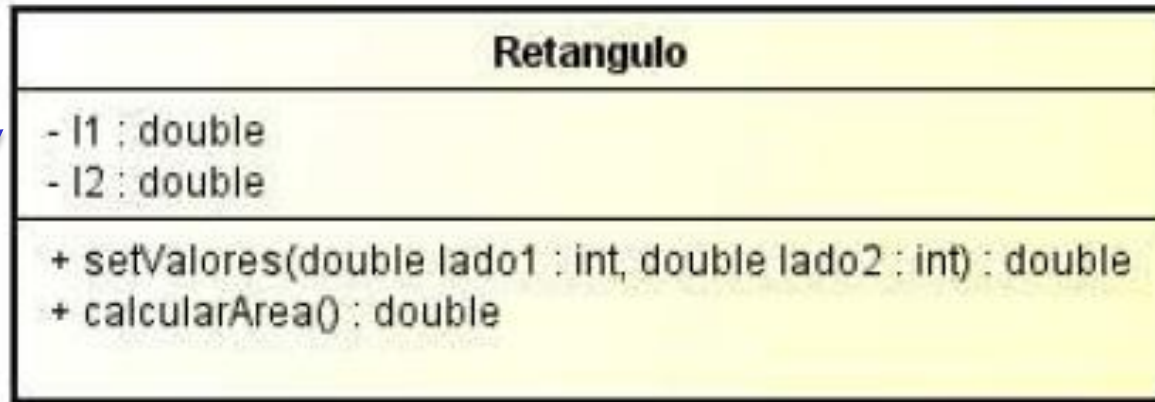 Retangulo
- l1 : double
- l2 : double
+ setValores(double lado1 : int, double lado2 : int) : double
+ calcularArea() : double